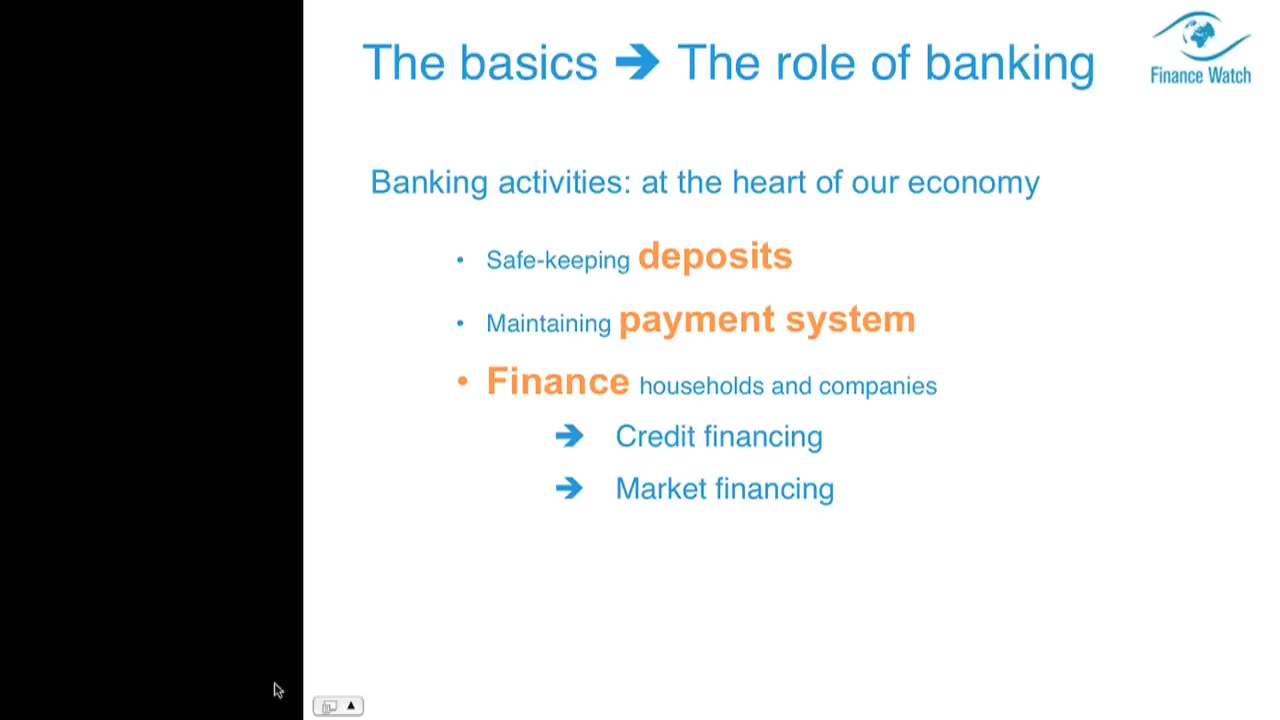 The basics ➔ The role of banking
Finance Watch
Banking activities: at the heart of our economy
• Safe-keeping deposits
• Maintaining payment system
• Finance households and companies
➔ Credit financing
➔ Market financing